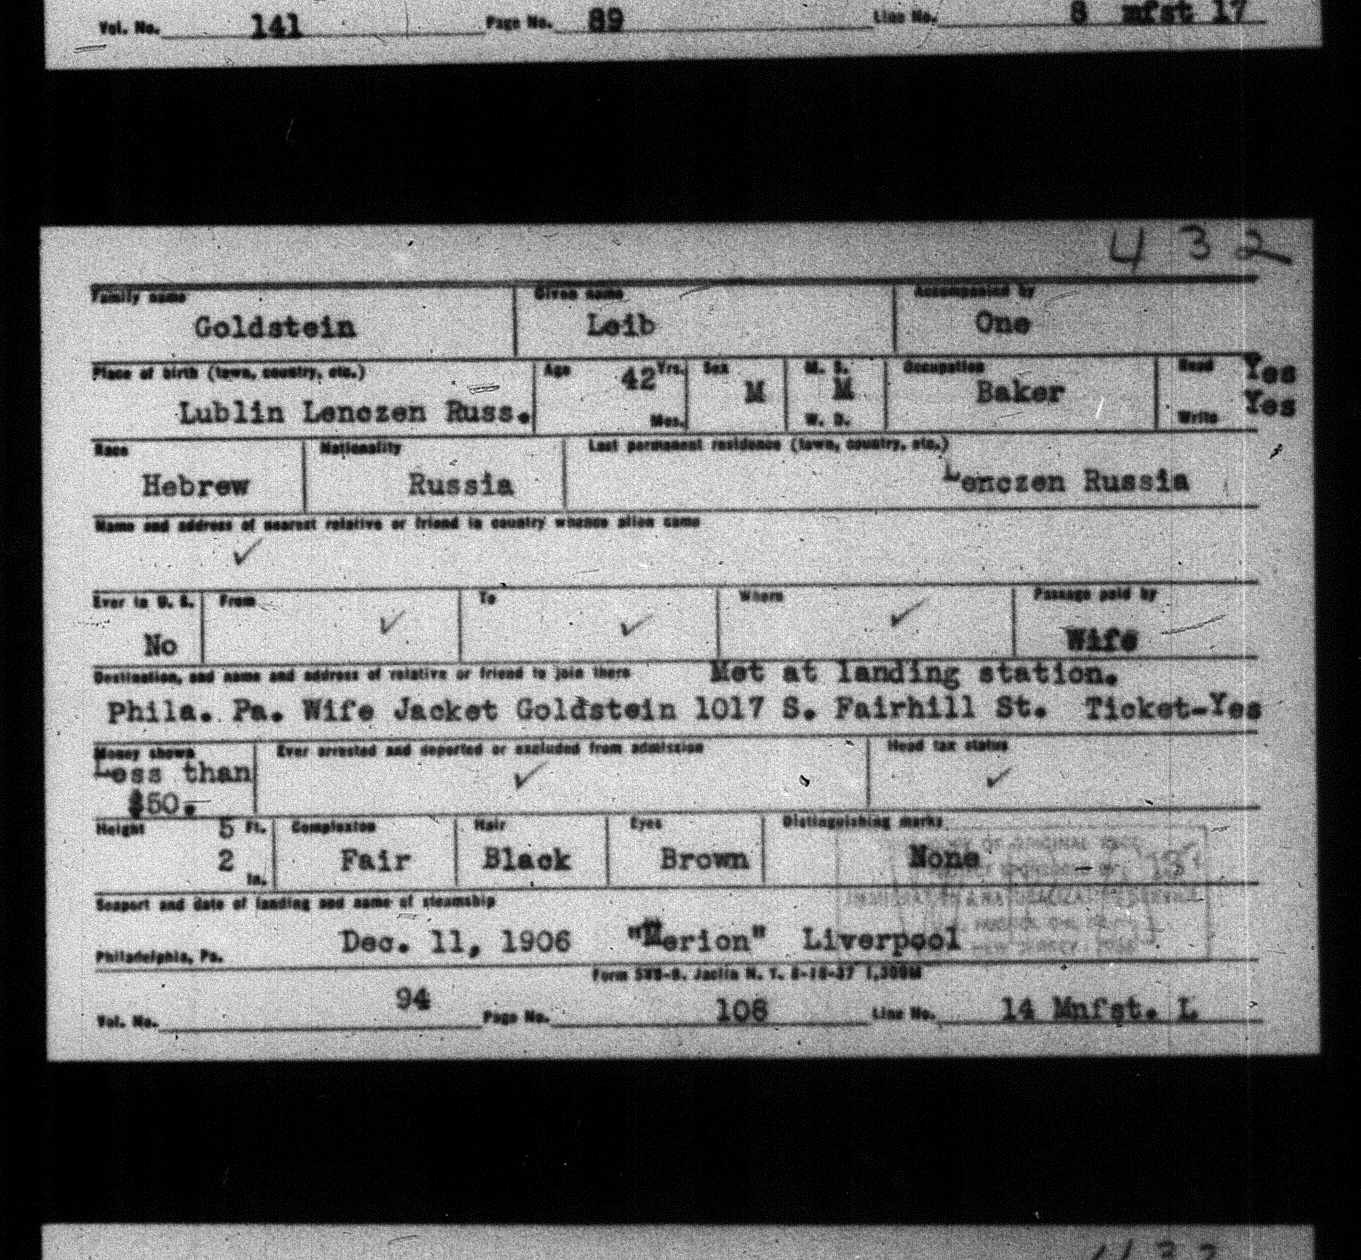 Vol. No. 141 Page No. 89 Line No. 8 mfst 17
432
Family name Given name Accompanied by
Goldstein Leib One
Place of birth (town, country, etc.) Age 42 Yrs. Sex M. S. Occupation Read Yes
Lublin Lenczen Russ. Mos. M M W. D. Baker Write Yes
Race Nationality Last permanent residence (town, country, etc.)
Hebrew Russia Lenczen Russia
Name and address of nearest relative or friend in country whence alien came
Ever in U. S. From To Where Passage paid by
No Wife
Destination, and name and address of relative or friend to join there Met at landing station.
Phila. Pa. Wife Jacket Goldstein 1017 S. Fairhill St. Ticket-Yes
Money shown Ever arrested and deported or excluded from admission Head tax status
Less than
$50.
Height 5 Ft. Complexion Hair Eyes Distinguishing marks
2 In. Fair Black Brown None
Seaport and date of landing and name of steamship
Philadelphia, Pa. Dec. 11, 1906 "Merion" Liverpool
Form 548-B. Jaclin N. Y. 8-18-37 1,300M
Vol. No. 94 Page No. 108 Line No. 14 Mnfst. L